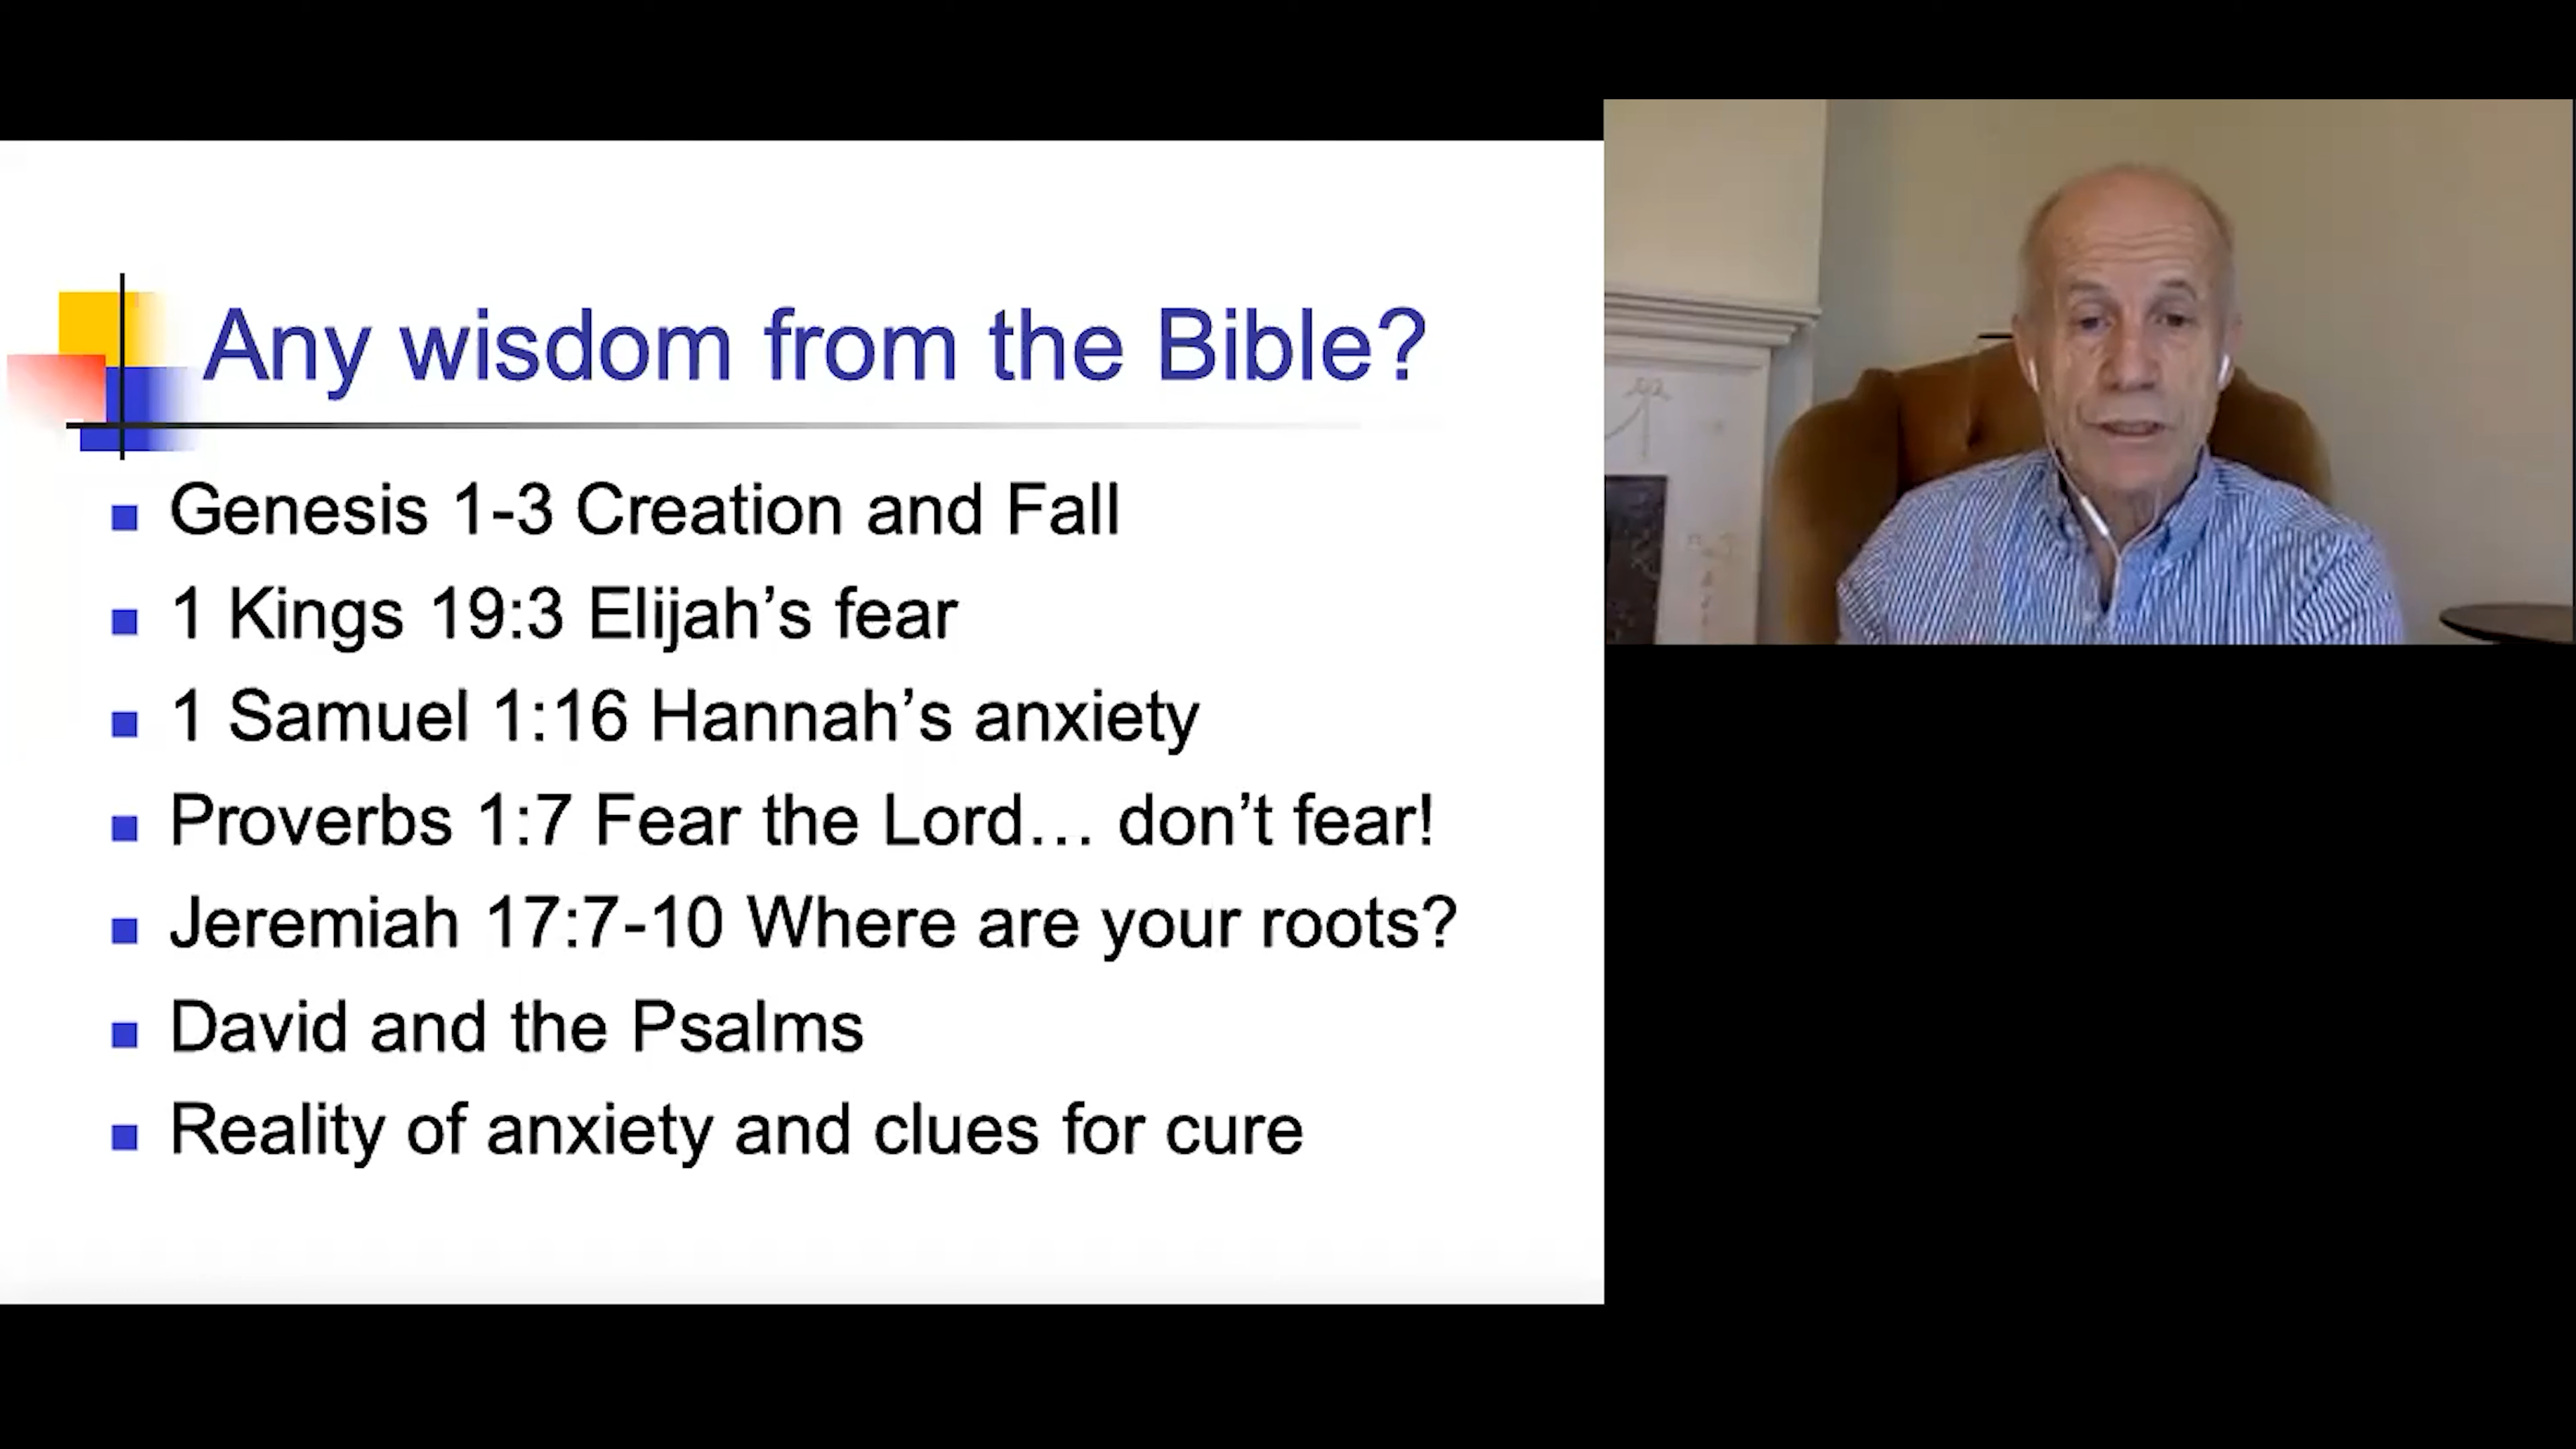 Any wisdom from the Bible?
Genesis 1-3 Creation and Fall
1 Kings 19:3 Elijah’s fear
1 Samuel 1:16 Hannah’s anxiety
Proverbs 1:7 Fear the Lord… don’t fear!
Jeremiah 17:7-10 Where are your roots?
David and the Psalms
Reality of anxiety and clues for cure